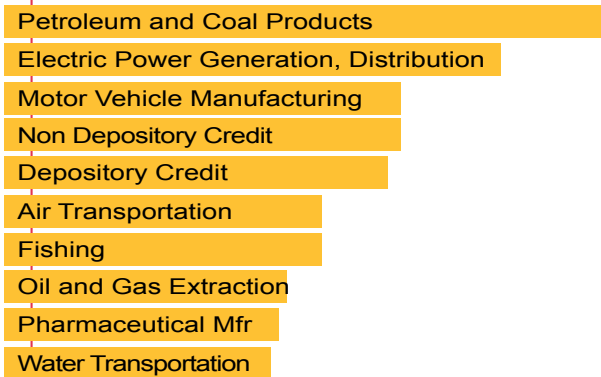 Petroleum and Coal Products
Electric Power Generation, Distribution
Motor Vehicle Manufacturing
Non Depository Credit
Depository Credit
Air Transportation
Fishing
Oil and Gas Extraction
Pharmaceutical Mfr
Water Transportation